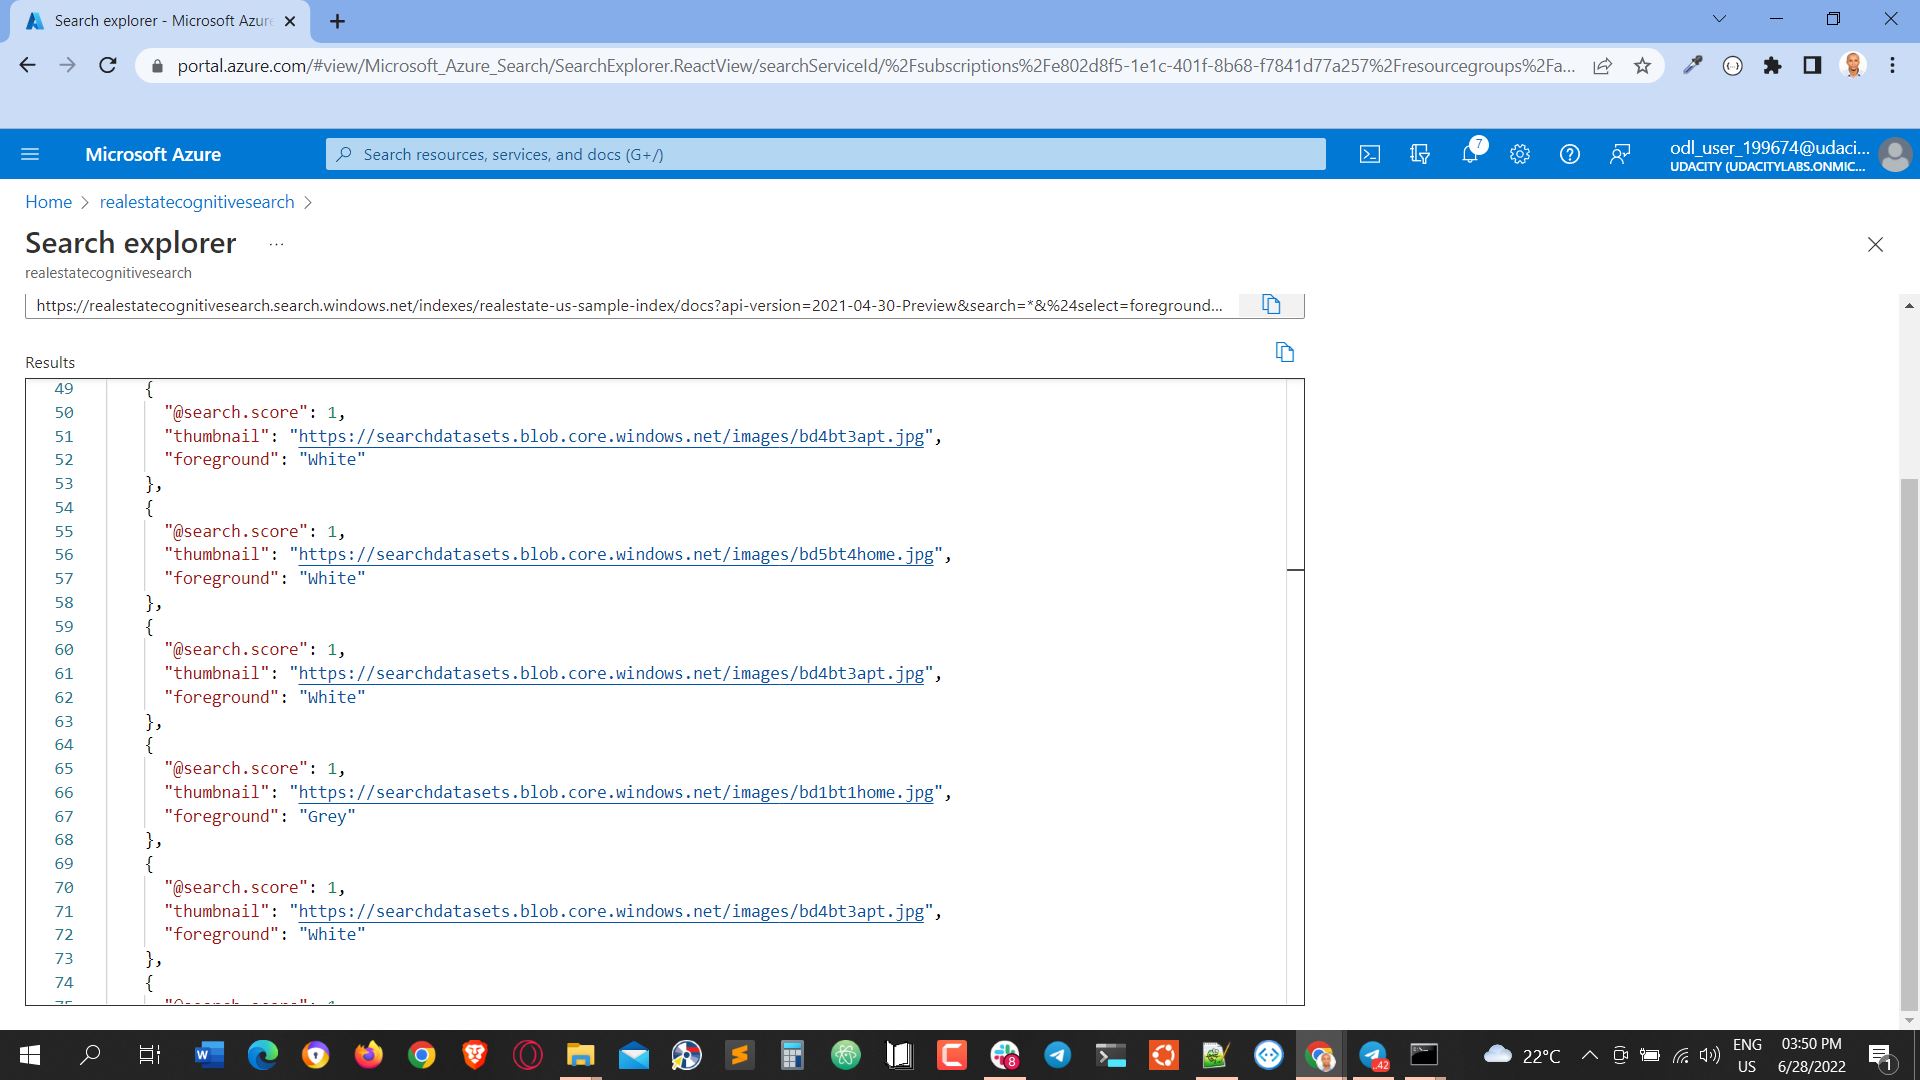 Search explorer - Microsoft Azure
portal.azure.com/#view/Microsoft_Azure_Search/SearchExplorer.ReactView/searchServiceId/%2Fsubscriptions%2Fe802d8f5-1e1c-401f-8b68-f7841d77a257%2Fresourcegroups%2Fa...
Microsoft Azure
Search resources, services, and docs (G+/)
7
odl_user_199674@udaci...
UDACITY (UDACITYLABS.ONMIC...
Home > realestatecognitivesearch >
Search explorer ...
realestatecognitivesearch
https://realestatecognitivesearch.search.windows.net/indexes/realestate-us-sample-index/docs?api-version=2021-04-30-Preview&search=*&%24select=foreground...
Results
49 {
50 "@search.score": 1,
51 "thumbnail": "https://searchdatasets.blob.core.windows.net/images/bd4bt3apt.jpg",
52 "foreground": "White"
53 },
54 {
55 "@search.score": 1,
56 "thumbnail": "https://searchdatasets.blob.core.windows.net/images/bd5bt4home.jpg",
57 "foreground": "White"
58 },
59 {
60 "@search.score": 1,
61 "thumbnail": "https://searchdatasets.blob.core.windows.net/images/bd4bt3apt.jpg",
62 "foreground": "White"
63 },
64 {
65 "@search.score": 1,
66 "thumbnail": "https://searchdatasets.blob.core.windows.net/images/bd1bt1home.jpg",
67 "foreground": "Grey"
68 },
69 {
70 "@search.score": 1,
71 "thumbnail": "https://searchdatasets.blob.core.windows.net/images/bd4bt3apt.jpg",
72 "foreground": "White"
73 },
74 {
22°C
ENG
US
03:50 PM
6/28/2022
8
42
1